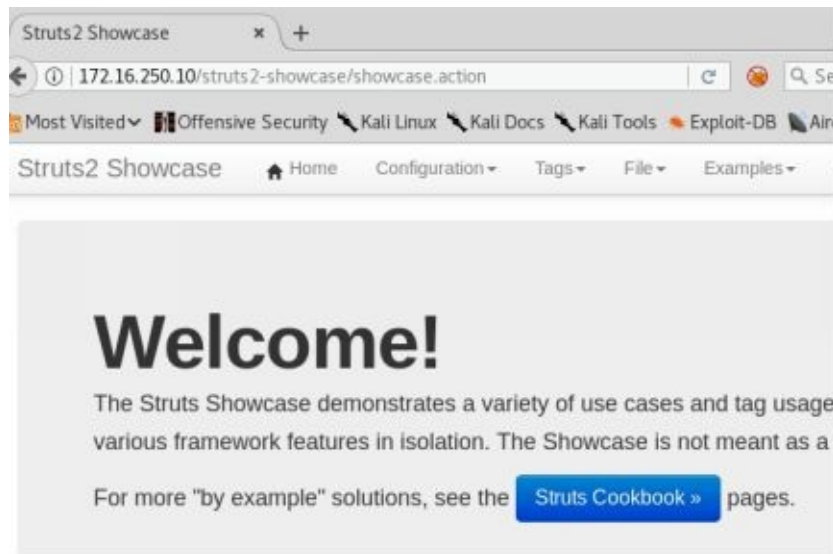 Struts2 Showcase × +
172.16.250.10/struts2-showcase/showcase.action
Most Visited Offensive Security Kali Linux Kali Docs Kali Tools Exploit-DB
Struts2 Showcase Home Configuration Tags File Examples
Welcome!
The Struts Showcase demonstrates a variety of use cases and tag usage
various framework features in isolation. The Showcase is not meant as a
For more "by example" solutions, see the Struts Cookbook » pages.